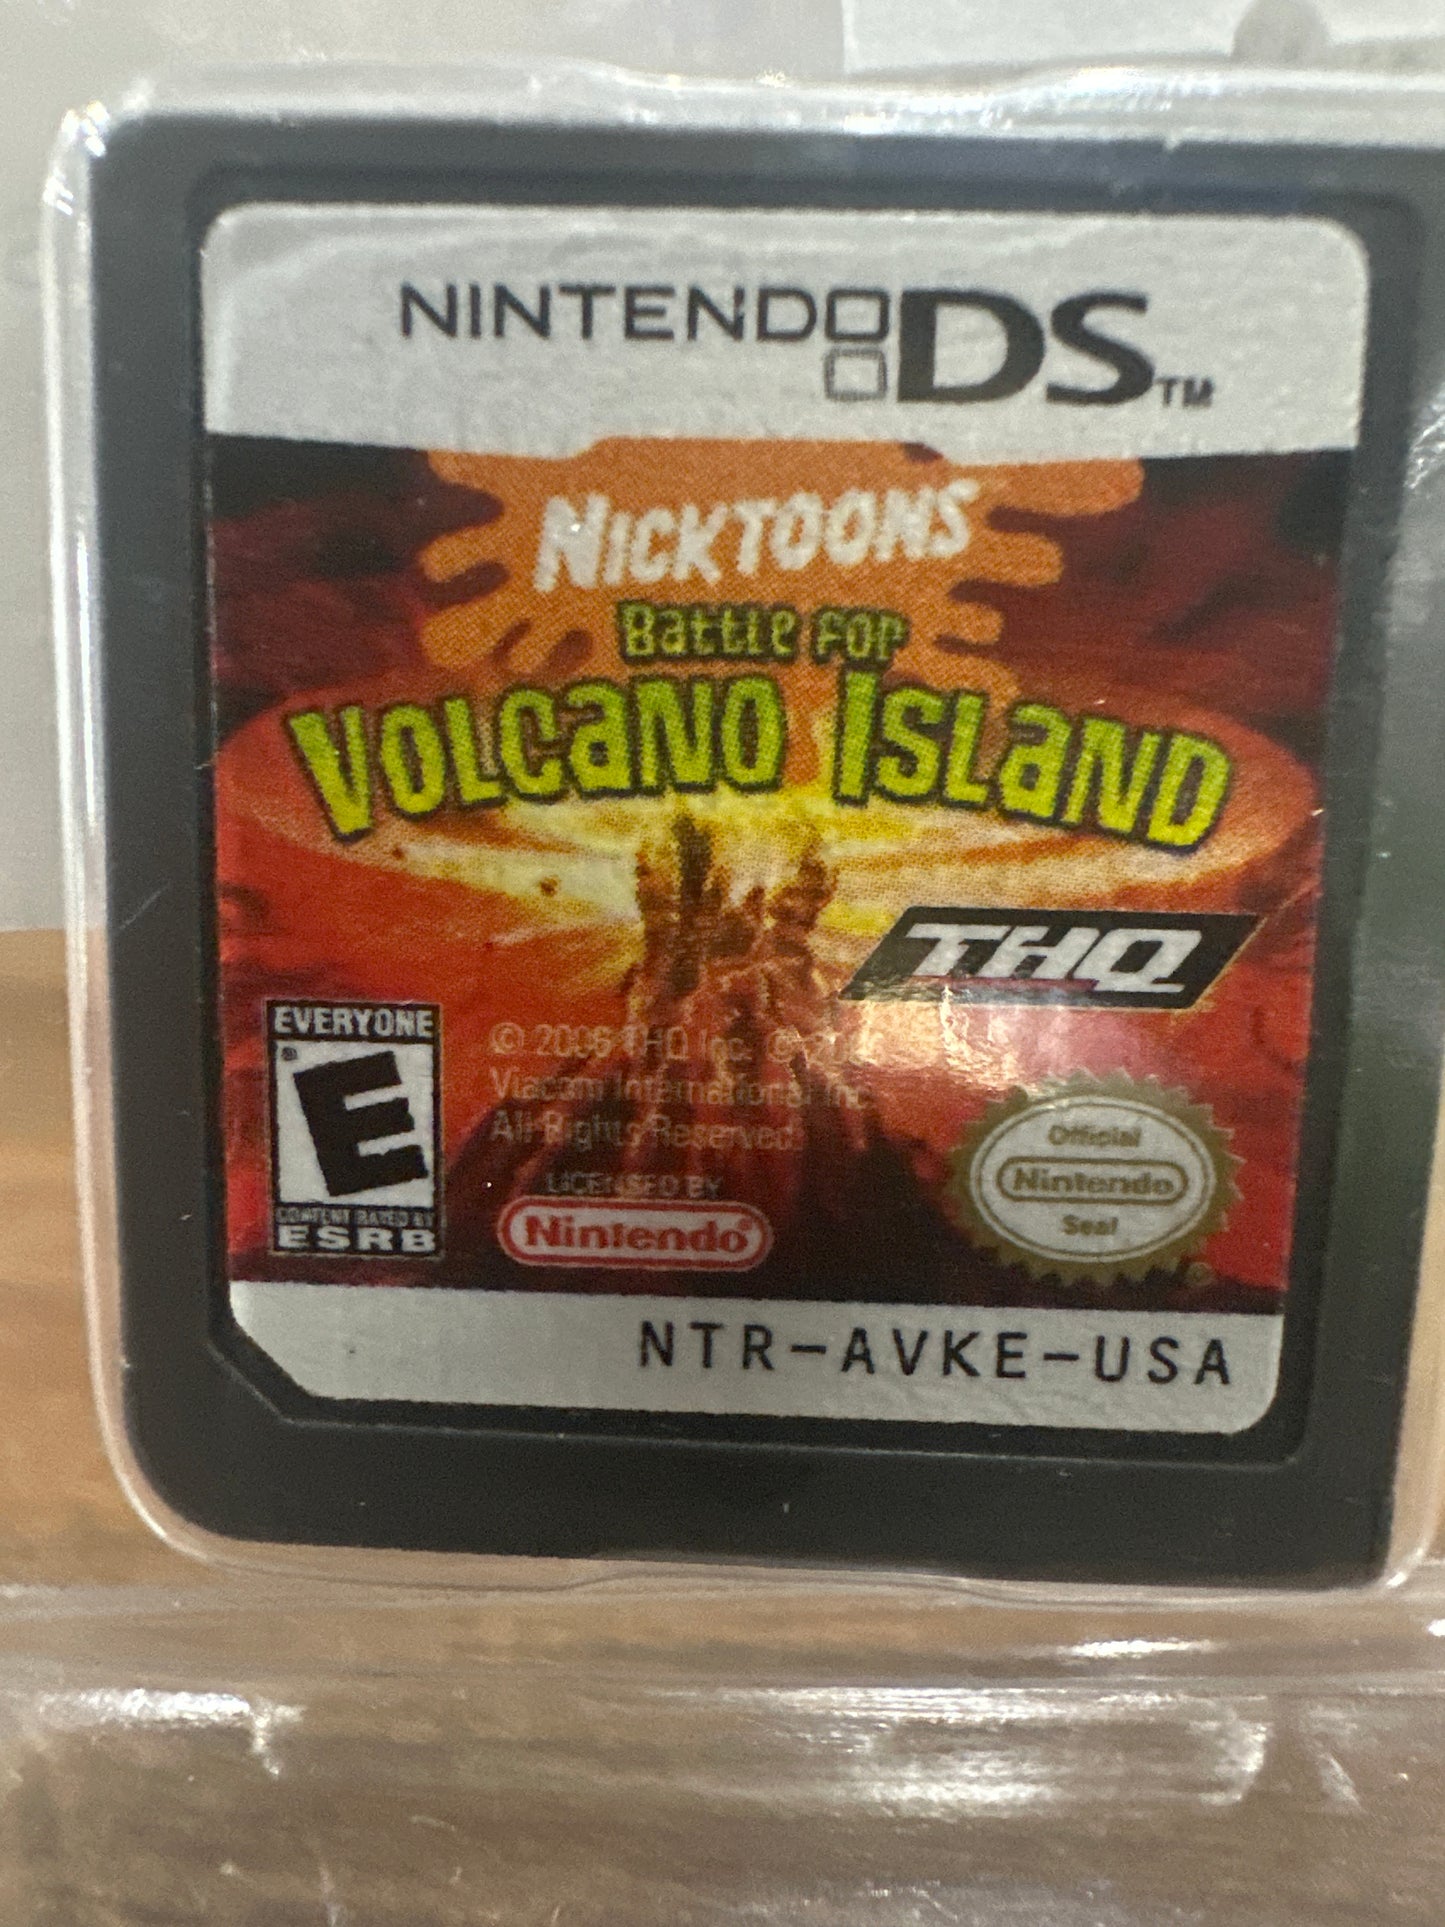 NINTENDO DS™
NICKTOONS
Battle for
Volcano Island
THQ
EVERYONE
E
CONTENT RATED BY
ESRB
© 2006 THQ Inc. ©
Viacom International Inc.
All Rights Reserved.
LICENSED BY
Nintendo®
Official
Nintendo
Seal
NTR-AVKE-USA